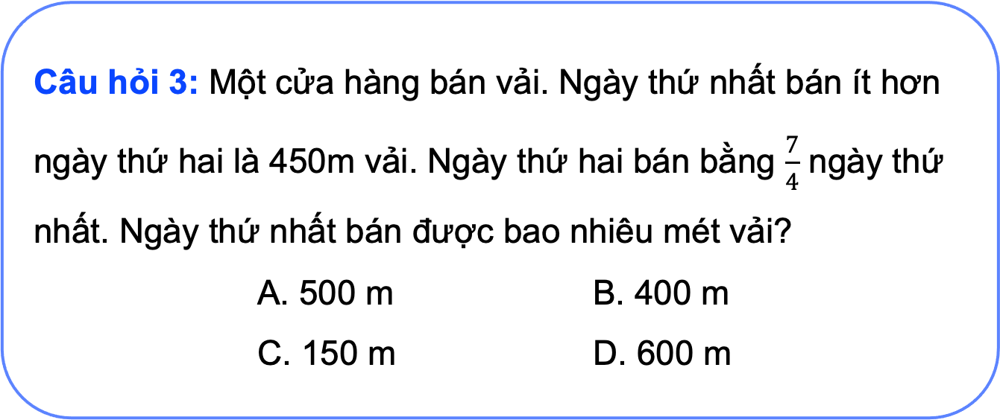 Câu hỏi 3: Một cửa hàng bán vải. Ngày thứ nhất bán ít hơn
ngày thứ hai là 450m vải. Ngày thứ hai bán bằng 7/4 ngày thứ
nhất. Ngày thứ nhất bán được bao nhiêu mét vải?
A. 500 m B. 400 m
C. 150 m D. 600 m